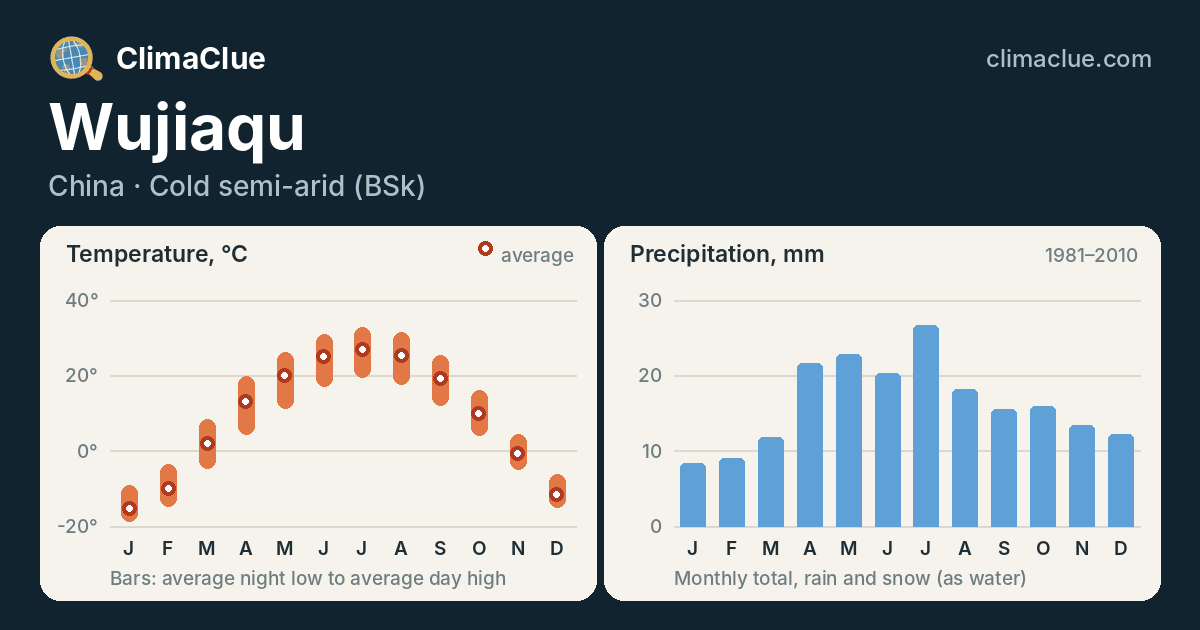 ClimaClue
climaclue.com
Wujiaqu
China · Cold semi-arid (BSk)
Temperature, °C
average
40°
20°
0°
-20°
J F M A M J J A S O N D
Bars: average night low to average day high
Precipitation, mm
1981–2010
30
20
10
0
J F M A M J J A S O N D
Monthly total, rain and snow (as water)